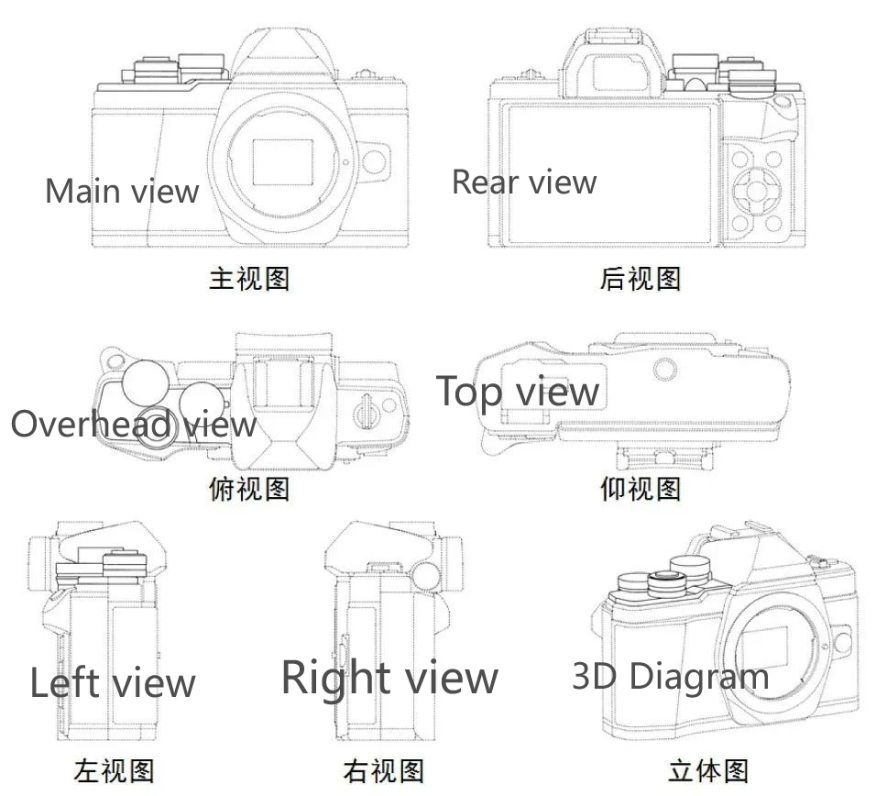 Main view
Rear view
主视图
后视图
Overhead view
Top view
俯视图
仰视图
Left view
Right view
3D Diagram
左视图
右视图
立体图